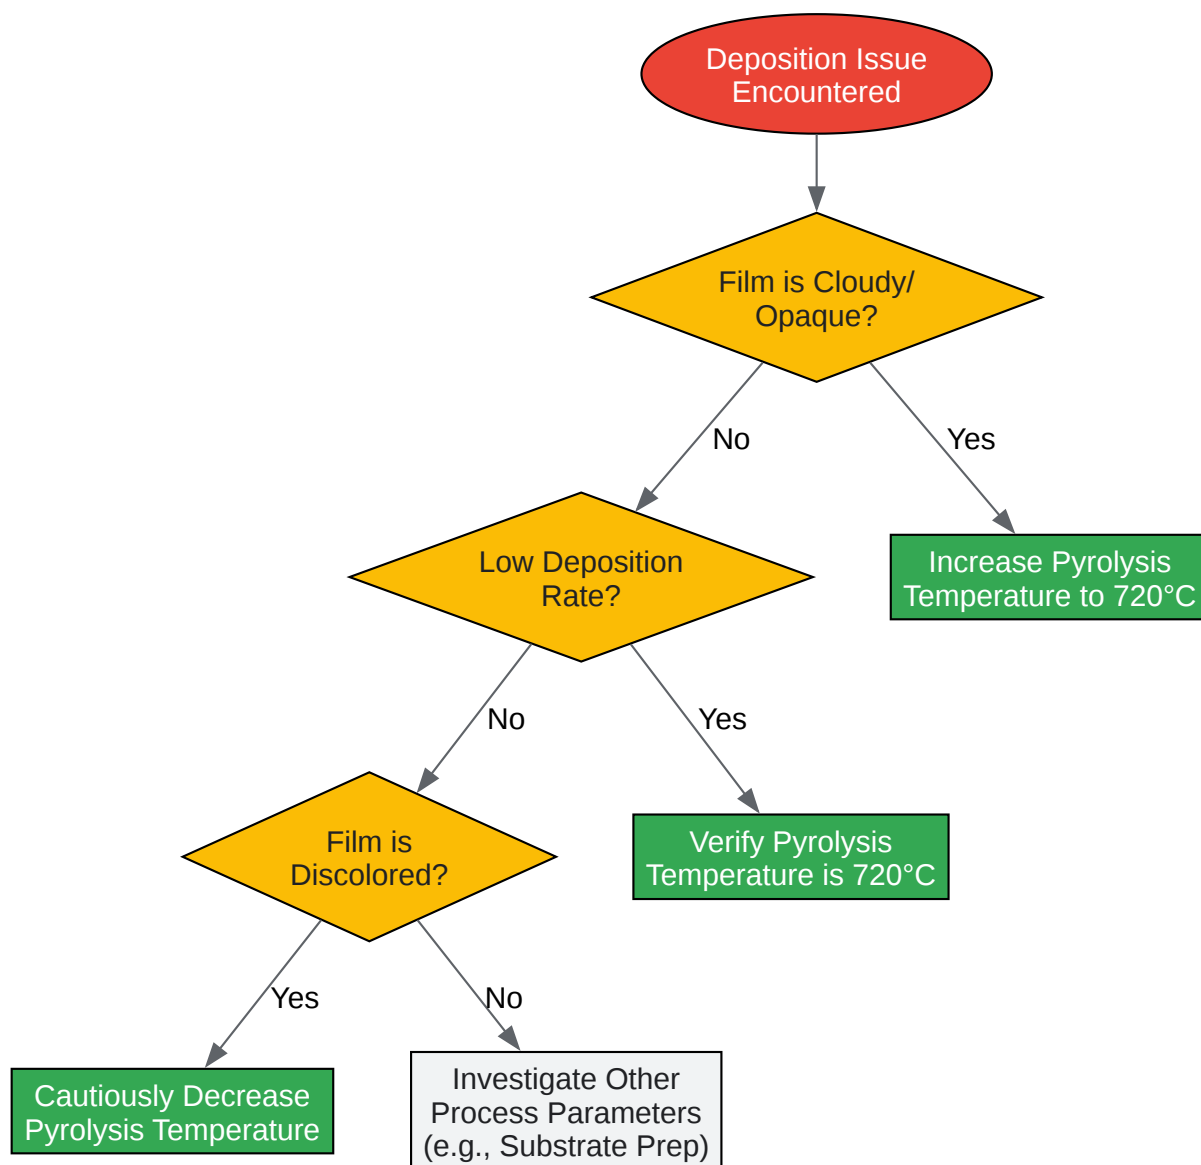 Deposition Issue
Encountered
Film is Cloudy/
Opaque?
No
Yes
Low Deposition
Rate?
Increase Pyrolysis
Temperature to 720°C
No
Yes
Film is
Discolored?
Verify Pyrolysis
Temperature is 720°C
Yes
No
Cautiously Decrease
Pyrolysis Temperature
Investigate Other
Process Parameters
(e.g., Substrate Prep)